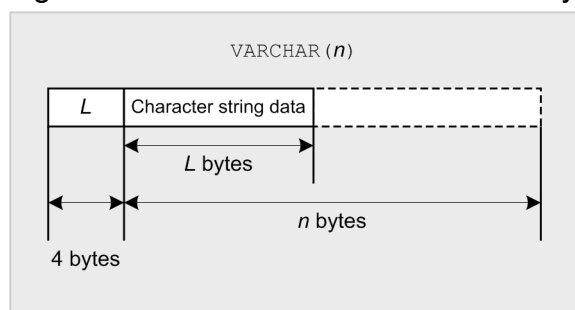 VARCHAR(n)
L
Character string data
L bytes
n bytes
4 bytes